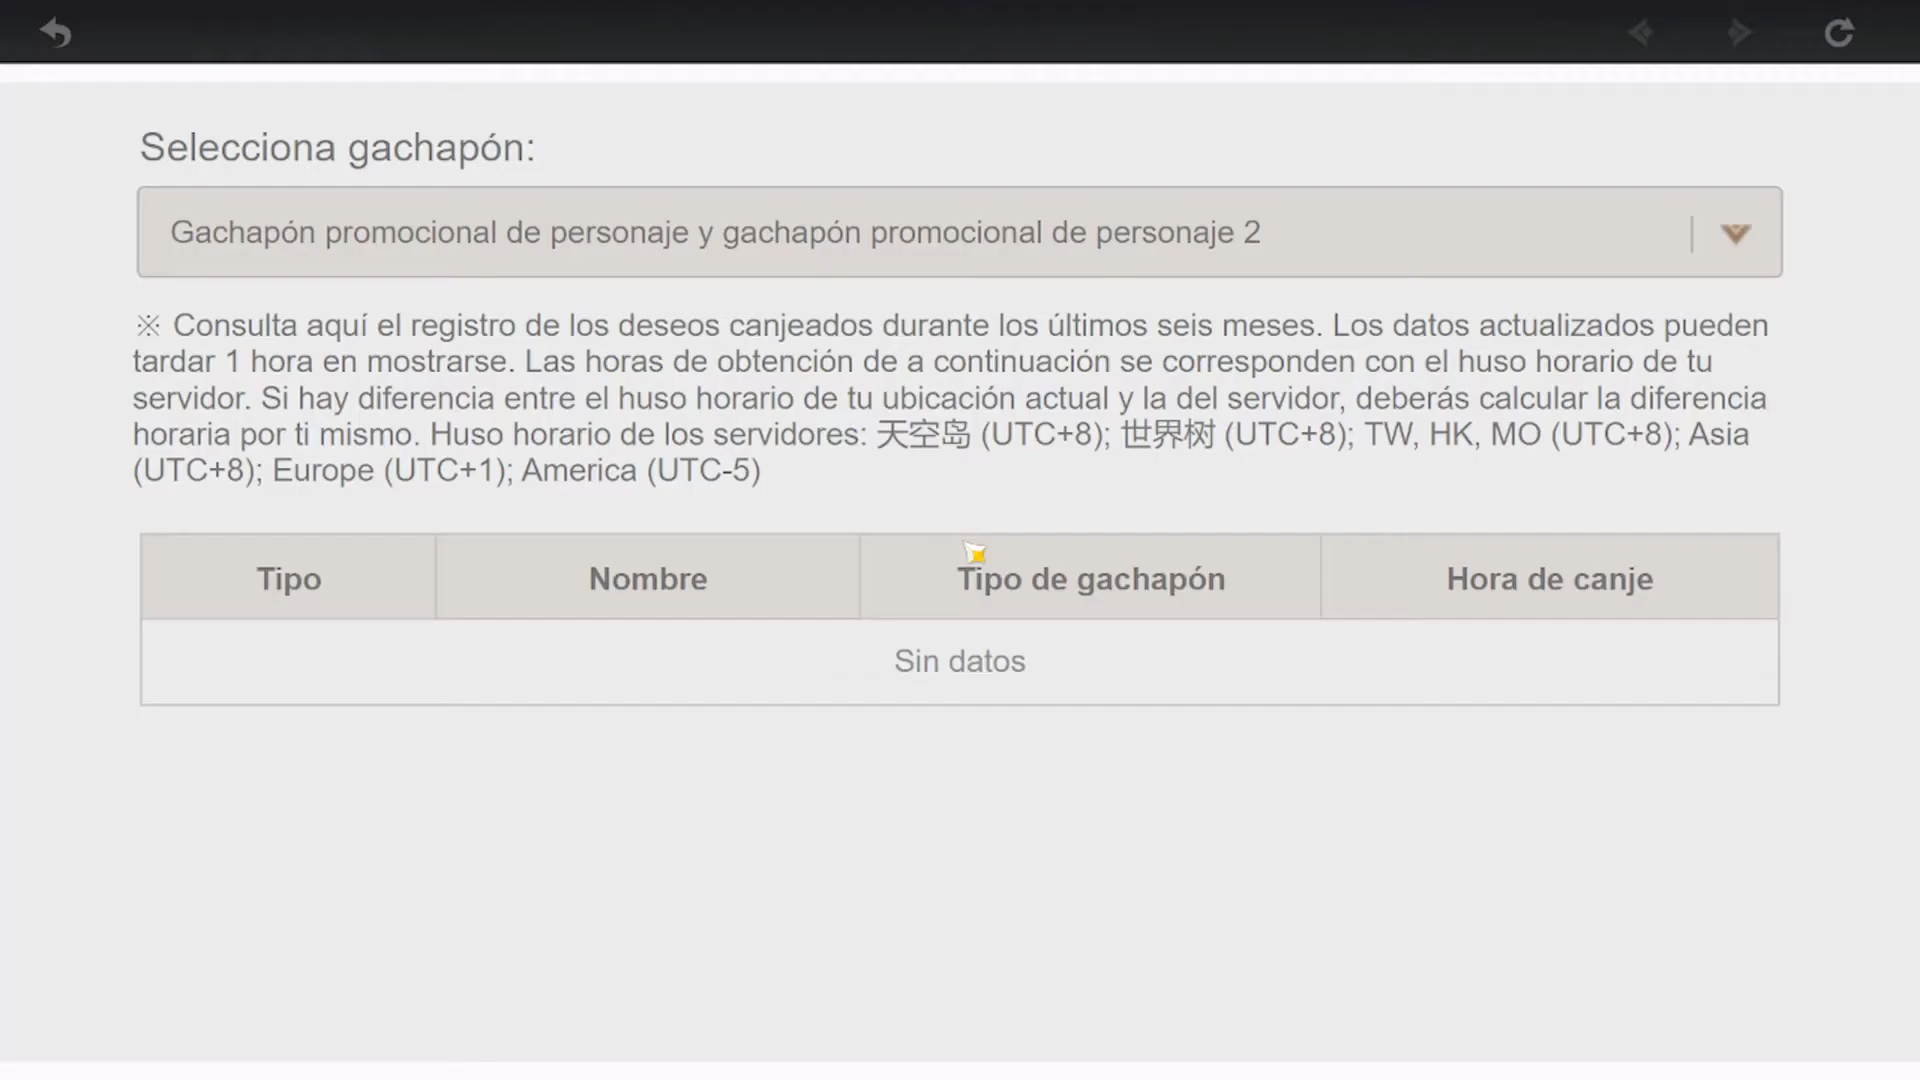 Selecciona gachapón:
Gachapón promocional de personaje y gachapón promocional de personaje 2
※ Consulta aquí el registro de los deseos canjeados durante los últimos seis meses. Los datos actualizados pueden
tardar 1 hora en mostrarse. Las horas de obtención de a continuación se corresponden con el huso horario de tu
servidor. Si hay diferencia entre el huso horario de tu ubicación actual y la del servidor, deberás calcular la diferencia
horaria por ti mismo. Huso horario de los servidores: 天空岛 (UTC+8); 世界树 (UTC+8); TW, HK, MO (UTC+8); Asia
(UTC+8); Europe (UTC+1); America (UTC-5)
Tipo Nombre Tipo de gachapón Hora de canje
Sin datos